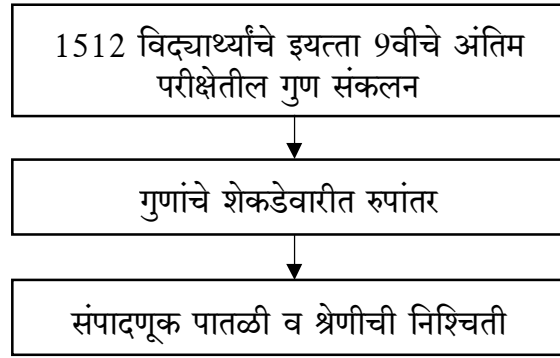 1512 विद्यार्थ्यांचे इयत्ता 9वीचे अंतिम
परीक्षेतील गुण संकलन
गुणांचे शेकडेवारीत रुपांतर
संपादणूक पातळी व श्रेणीची निश्चिती